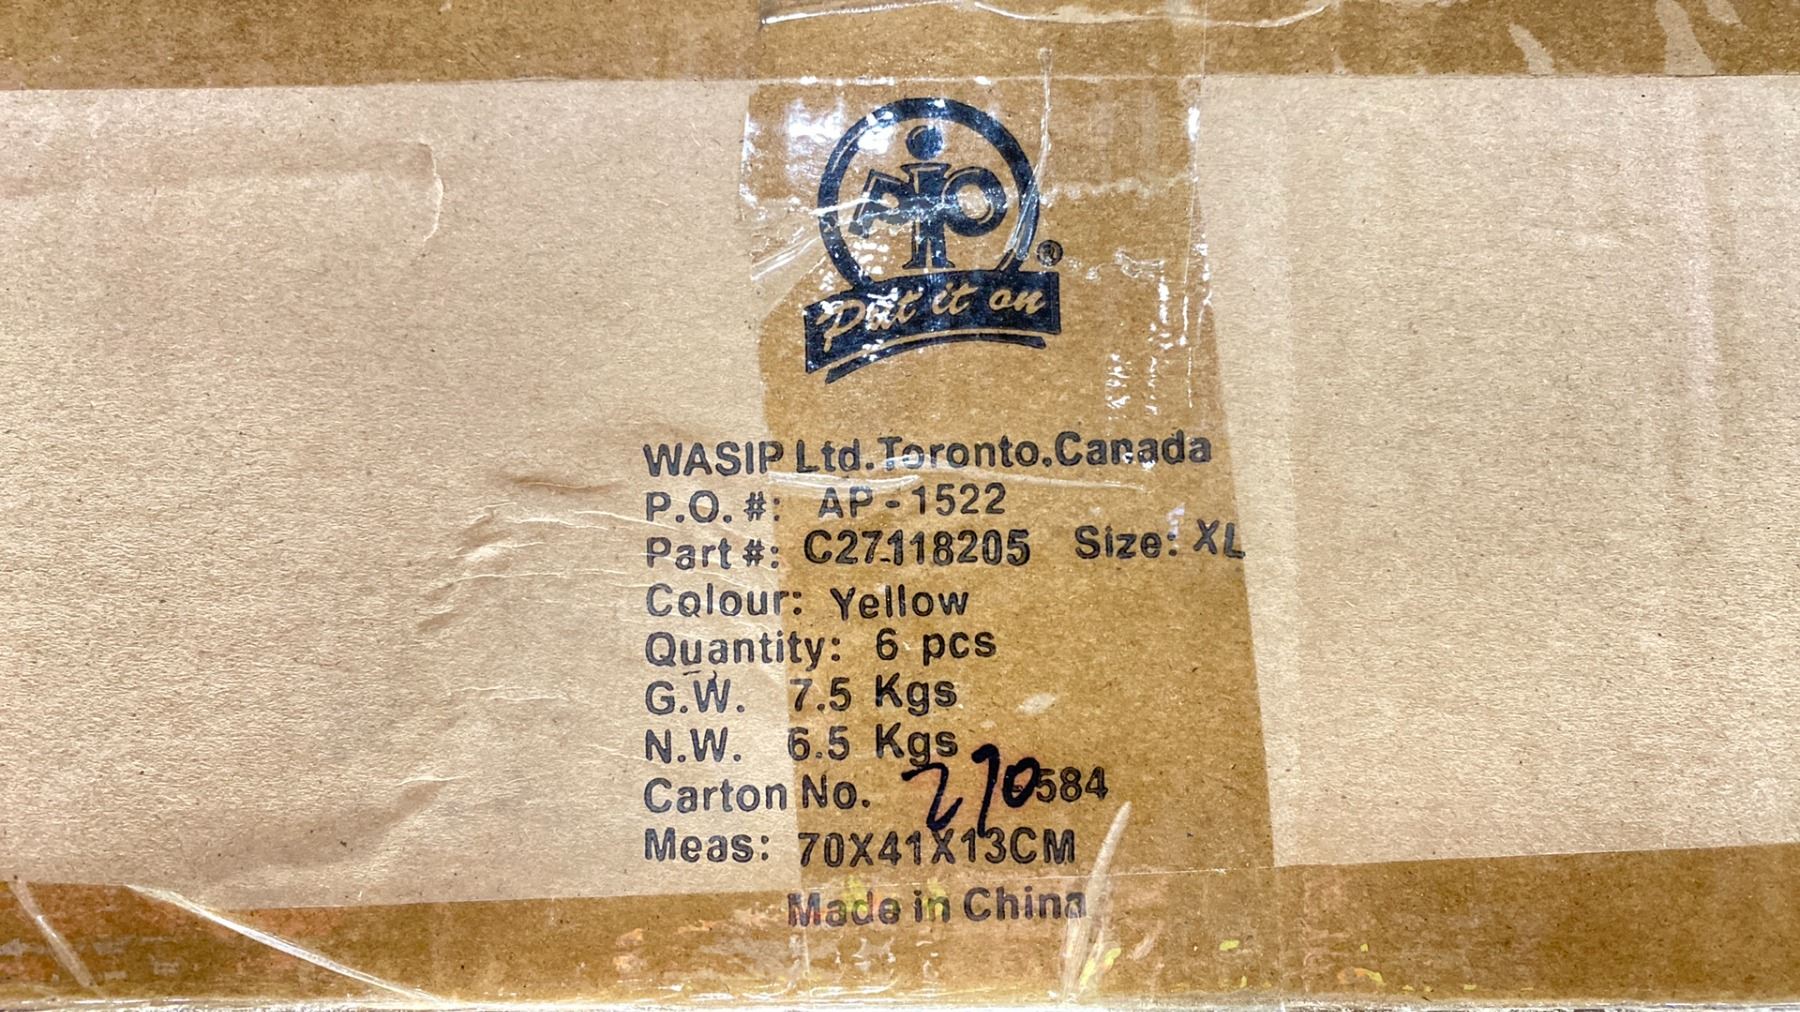 PIO
®
Put it on
WASIP Ltd.Toronto.Canada
P.O. #: AP-1522
Part #: C27118205 Size: XL
Colour: Yellow
Quantity: 6 pcs
G.W. 7.5 Kgs
N.W. 6.5 Kgs
Carton No. 270-584
Meas: 70X41X13CM
Made in China